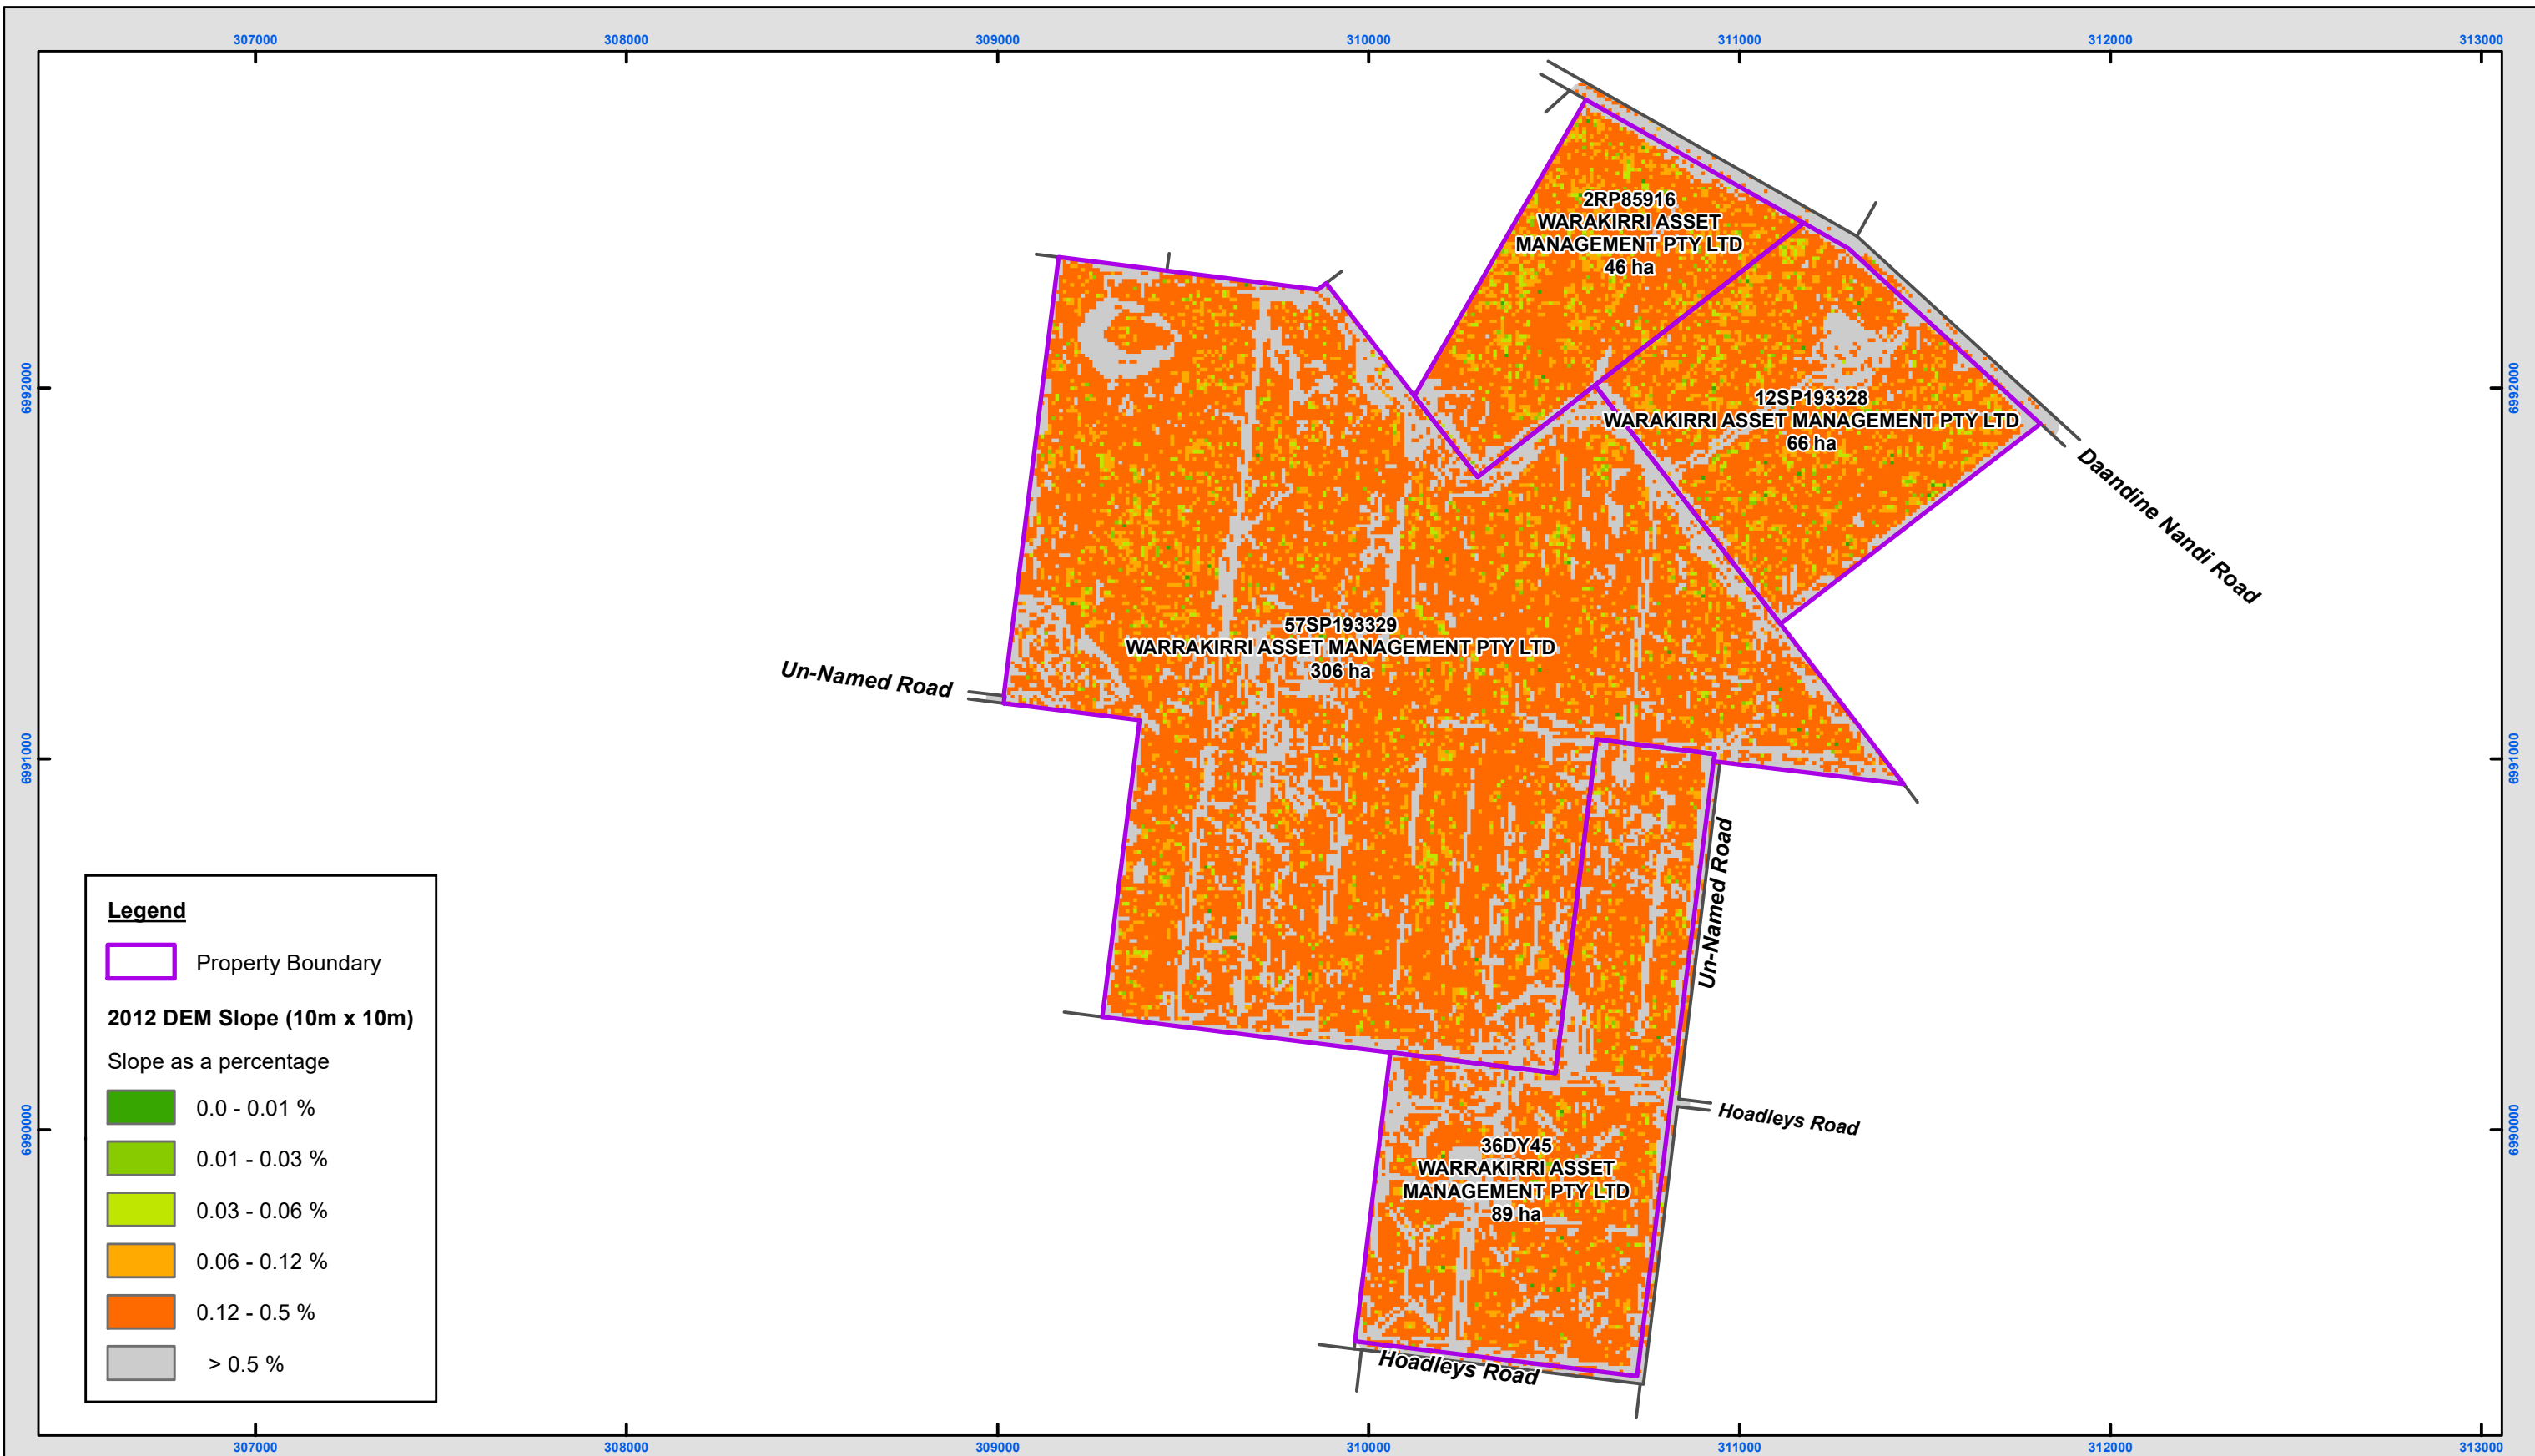 307000
308000
309000
310000
311000
312000
313000
6992000
6992000
2RP85916
WARAKIRRI ASSET
MANAGEMENT PTY LTD
46 ha
12SP193328
WARAKIRRI ASSET MANAGEMENT PTY LTD
66 ha
Daandine Nandi Road
57SP193329
WARRAKIRRI ASSET MANAGEMENT PTY LTD
306 ha
Un-Named Road
6991000
6991000
Un-Named Road
Hoadleys Road
6990000
6990000
36DY45
WARRAKIRRI ASSET
MANAGEMENT PTY LTD
89 ha
Hoadleys Road
Legend
Property Boundary
2012 DEM Slope (10m x 10m)
Slope as a percentage
0.0 - 0.01 %
0.01 - 0.03 %
0.03 - 0.06 %
0.06 - 0.12 %
0.12 - 0.5 %
> 0.5 %
307000
308000
309000
310000
311000
312000
313000